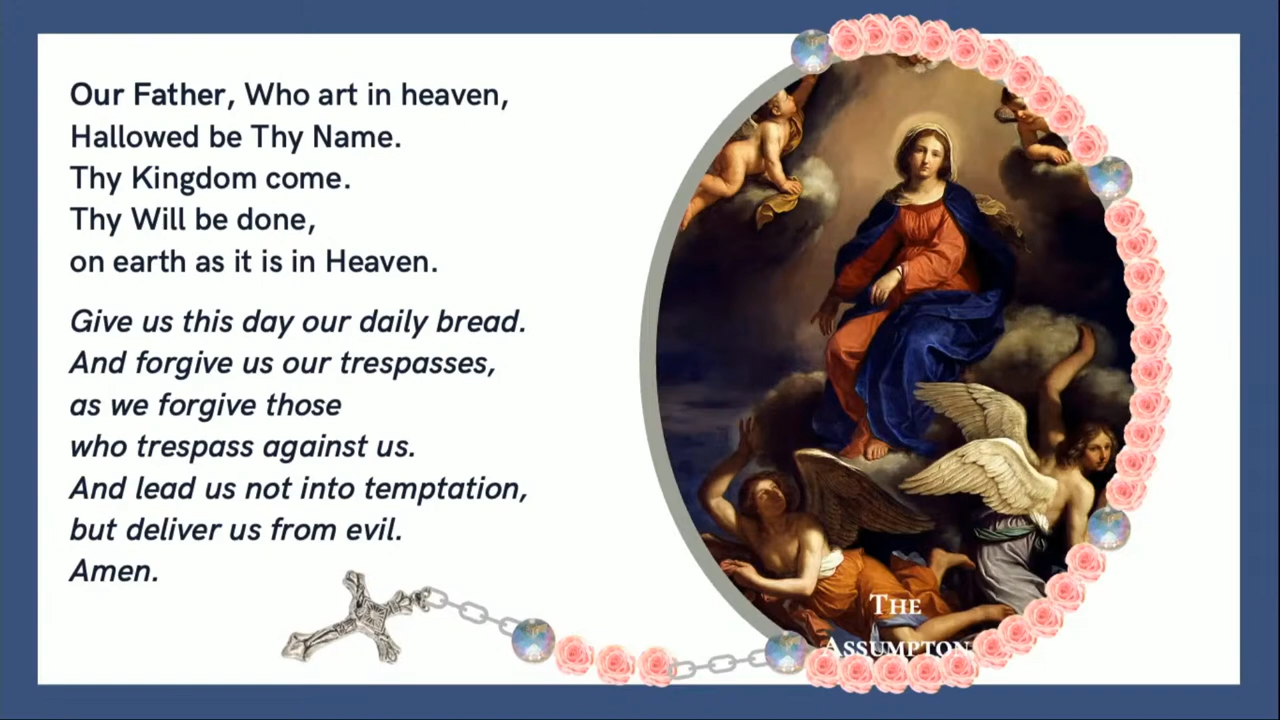 Our Father, Who art in heaven,
Hallowed be Thy Name.
Thy Kingdom come.
Thy Will be done,
on earth as it is in Heaven.
Give us this day our daily bread.
And forgive us our trespasses,
as we forgive those
who trespass against us.
And lead us not into temptation,
but deliver us from evil.
Amen.
The
Assumpton